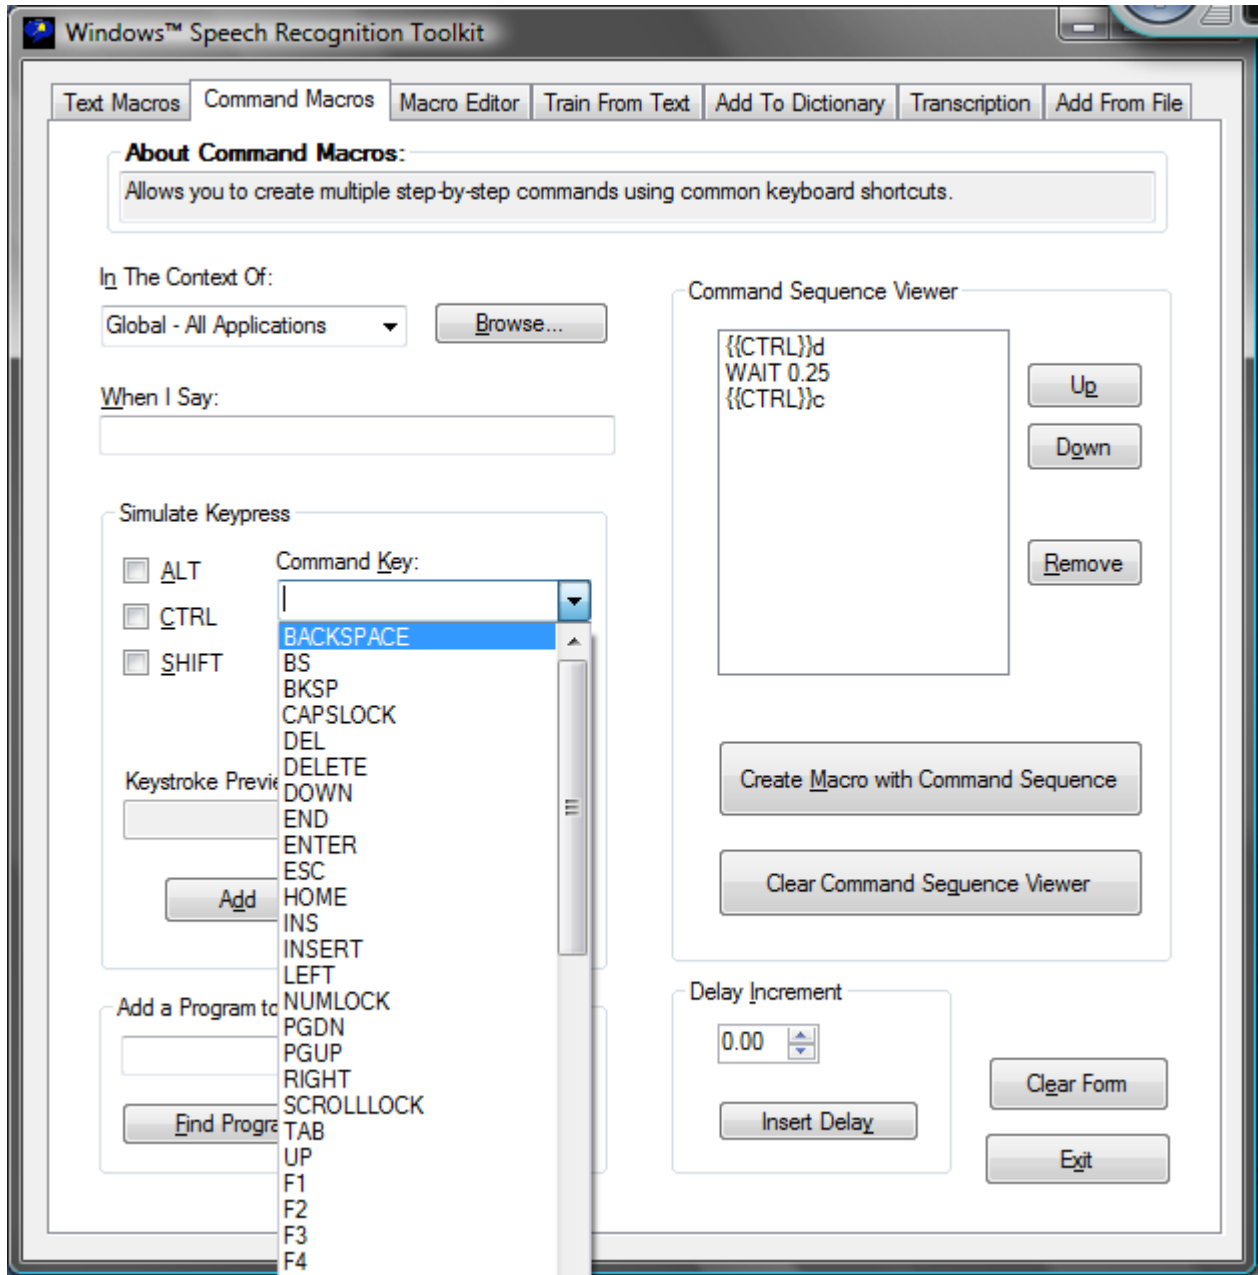 Windows™ Speech Recognition Toolkit
Text Macros Command Macros Macro Editor Train From Text Add To Dictionary Transcription Add From File
About Command Macros:
Allows you to create multiple step-by-step commands using common keyboard shortcuts.
In The Context Of:
Global - All Applications
Browse...
When I Say:
Simulate Keypress
ALT
CTRL
SHIFT
Command Key:
BACKSPACE
BS
BKSP
CAPSLOCK
DEL
DELETE
DOWN
END
ENTER
ESC
HOME
INS
INSERT
LEFT
NUMLOCK
PGDN
PGUP
RIGHT
SCROLLLOCK
TAB
UP
F1
F2
F3
F4
Keystroke Previe
Add
Add a Program to
Find Progra
Command Sequence Viewer
{{CTRL}}d
WAIT 0.25
{{CTRL}}c
Up
Down
Remove
Create Macro with Command Sequence
Clear Command Sequence Viewer
Delay Increment
0.00
Insert Delay
Clear Form
Exit